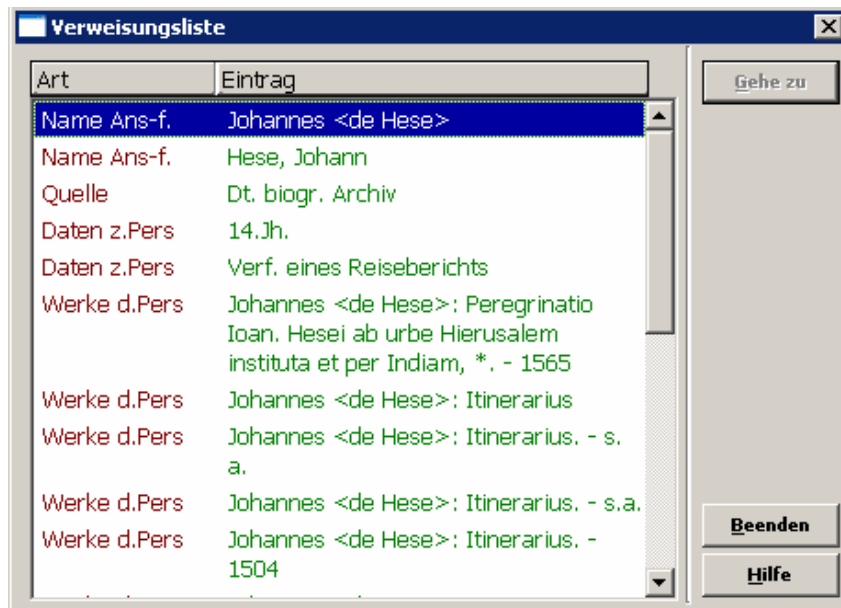 Verweisungsliste
Art Eintrag
Gehe zu
Name Ans-f. Johannes <de Hese>
Name Ans-f. Hese, Johann
Quelle Dt. biogr. Archiv
Daten z.Pers 14.Jh.
Daten z.Pers Verf. eines Reiseberichts
Werke d.Pers Johannes <de Hese>: Peregrinatio
Ioan. Hesei ab urbe Hierusalem
instituta et per Indiam, *. - 1565
Werke d.Pers Johannes <de Hese>: Itinerarius
Werke d.Pers Johannes <de Hese>: Itinerarius. - s.
a.
Werke d.Pers Johannes <de Hese>: Itinerarius. - s.a.
Werke d.Pers Johannes <de Hese>: Itinerarius. -
1504
Beenden
Hilfe